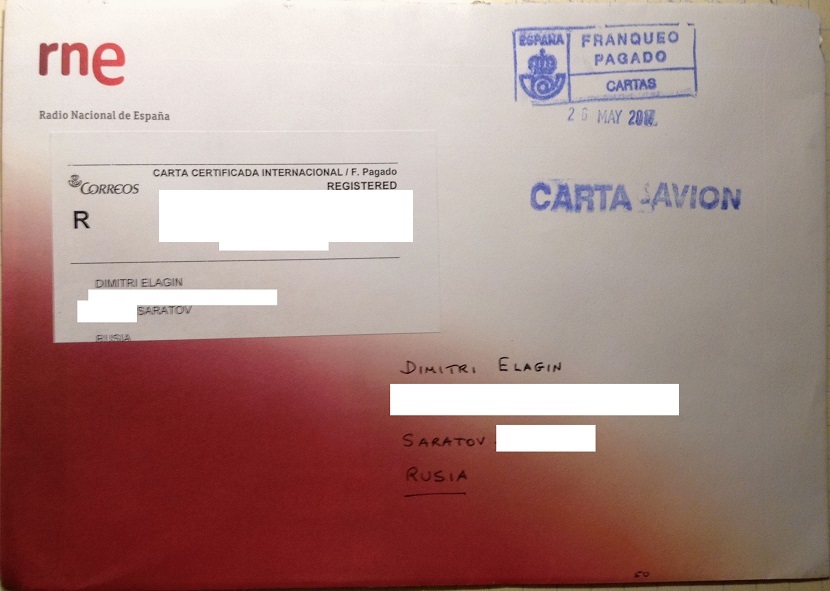 rne
Radio Nacional de España
ESPAÑA
FRANQUEO
PAGADO
CARTAS
26 MAY
CARTA AVION
CARTA CERTIFICADA INTERNACIONAL / F. Pagado
CORREOS
REGISTERED
R
DIMITRI ELAGIN
SARATOV
RUSIA
DIMITRI ELAGIN
SARATOV
RUSIA
50